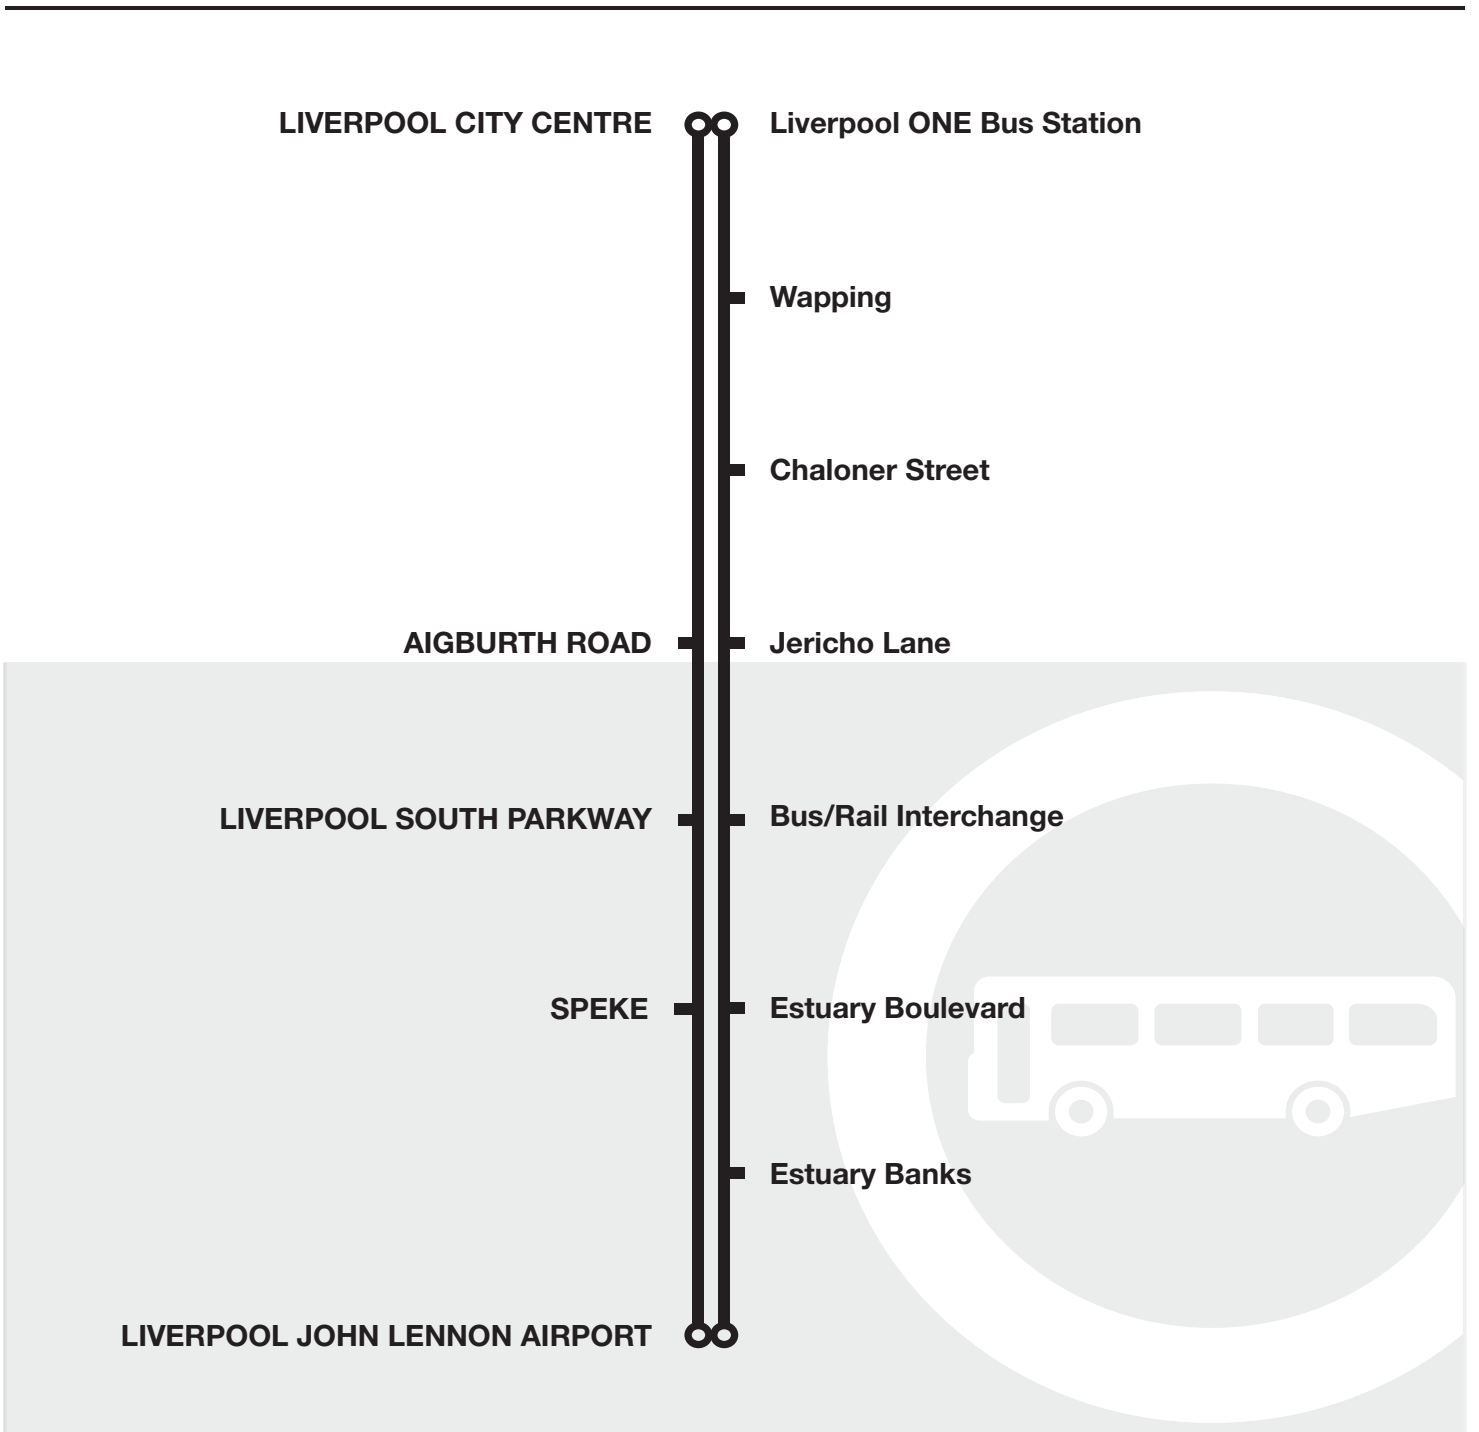 LIVERPOOL CITY CENTRE Liverpool ONE Bus Station
Wapping
Chaloner Street
AIGBURTH ROAD Jericho Lane
LIVERPOOL SOUTH PARKWAY Bus/Rail Interchange
SPEKE Estuary Boulevard
Estuary Banks
LIVERPOOL JOHN LENNON AIRPORT